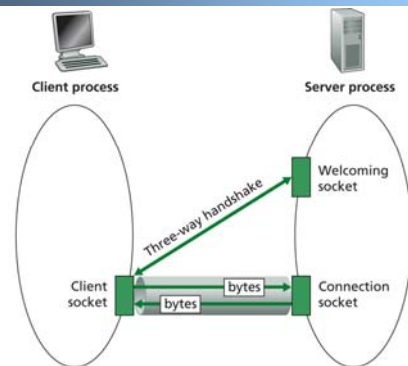 Client process
Server process
Welcoming
socket
Three-way handshake
Client
socket
bytes
bytes
Connection
socket